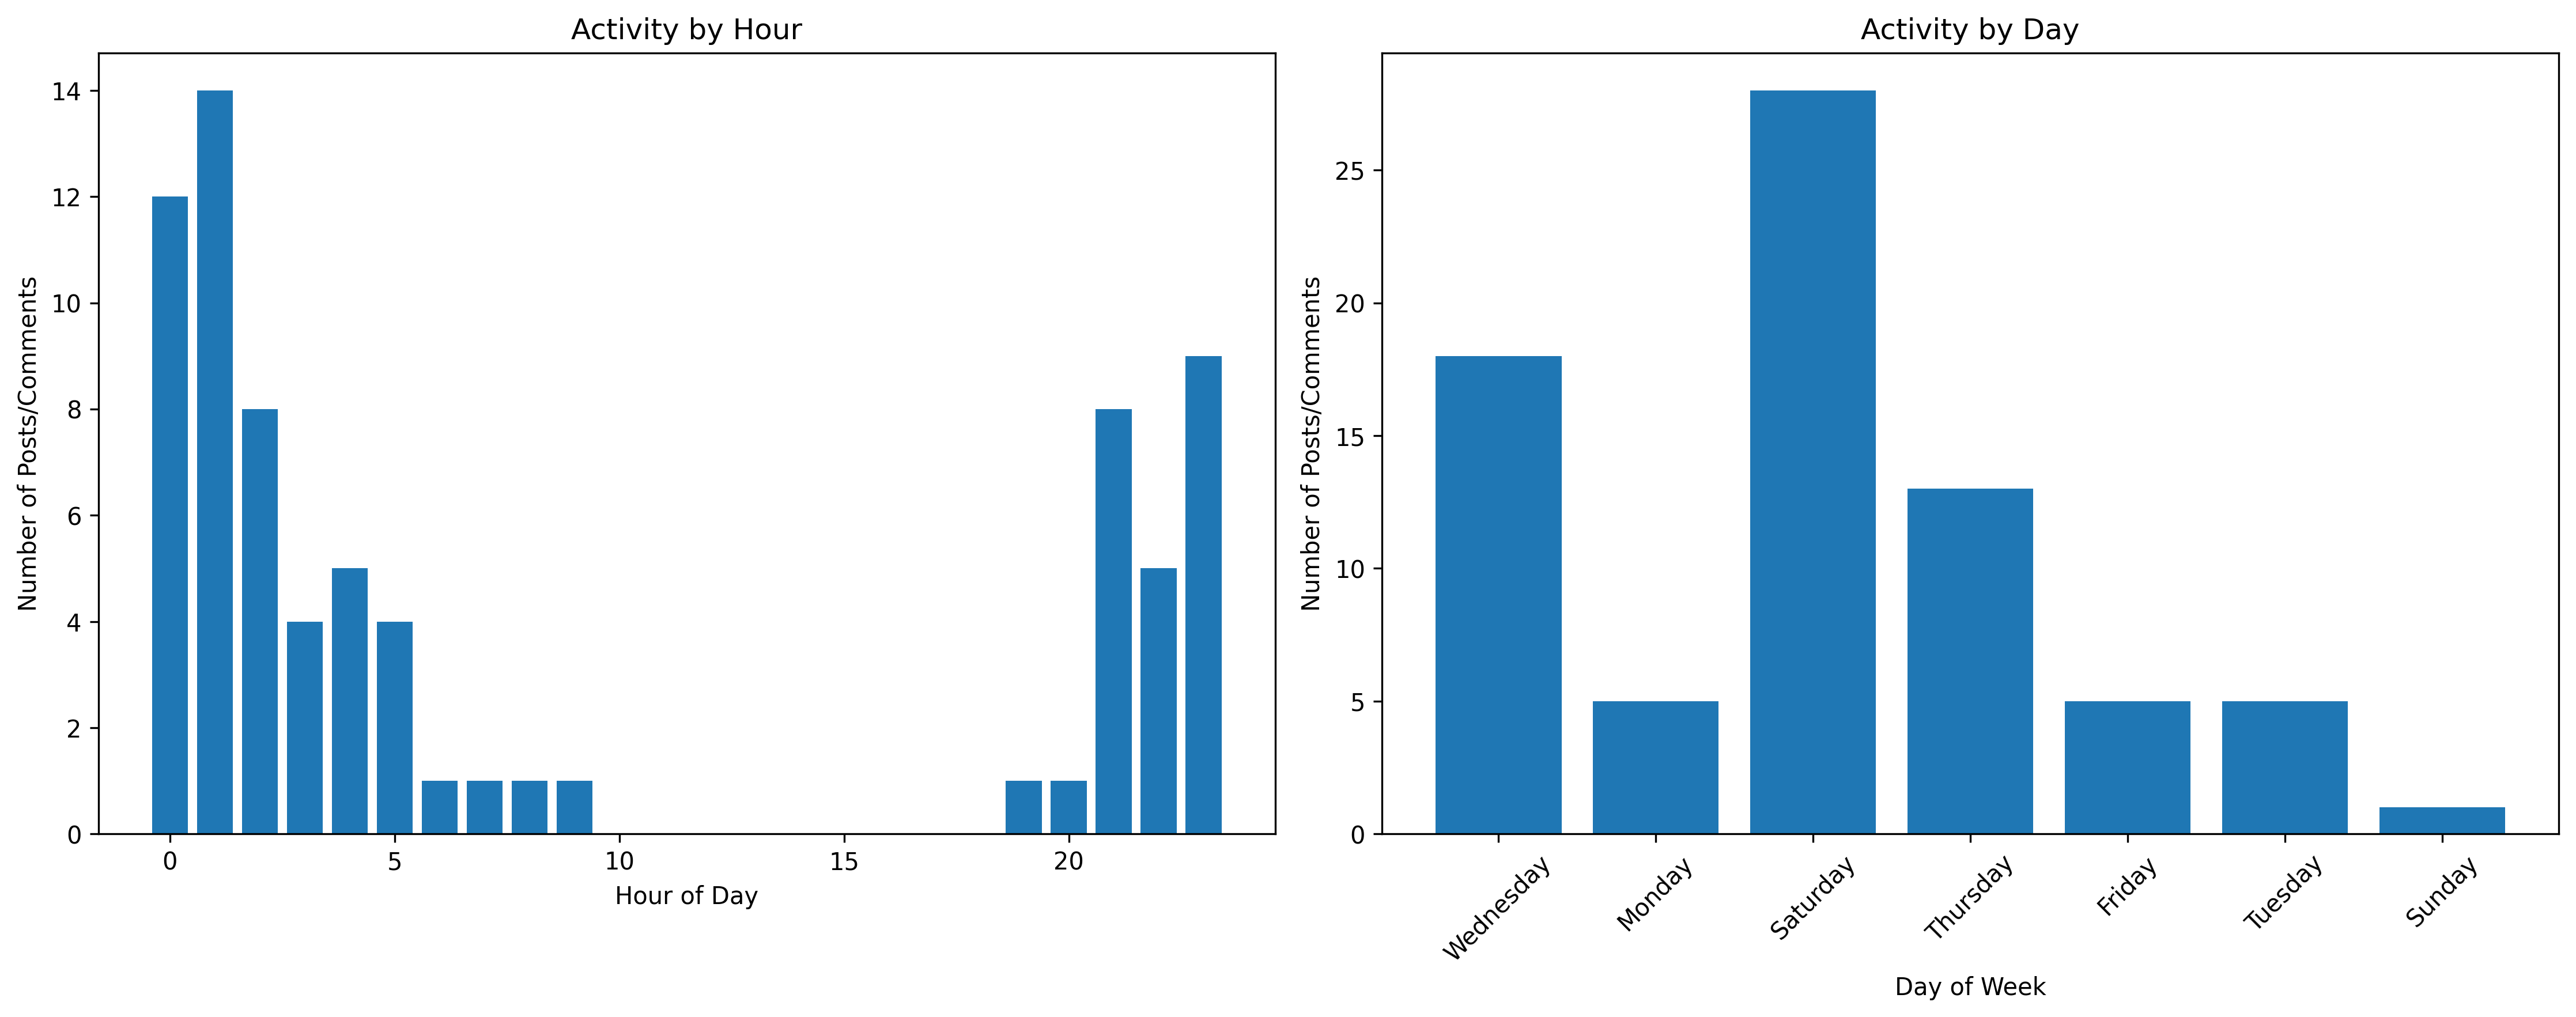 Activity by Hour
Number of Posts/Comments
14
12
10
8
6
4
2
0
0 5 10 15 20
Hour of Day
Activity by Day
Number of Posts/Comments
25
20
15
10
5
0
Wednesday Monday Saturday Thursday Friday Tuesday Sunday
Day of Week